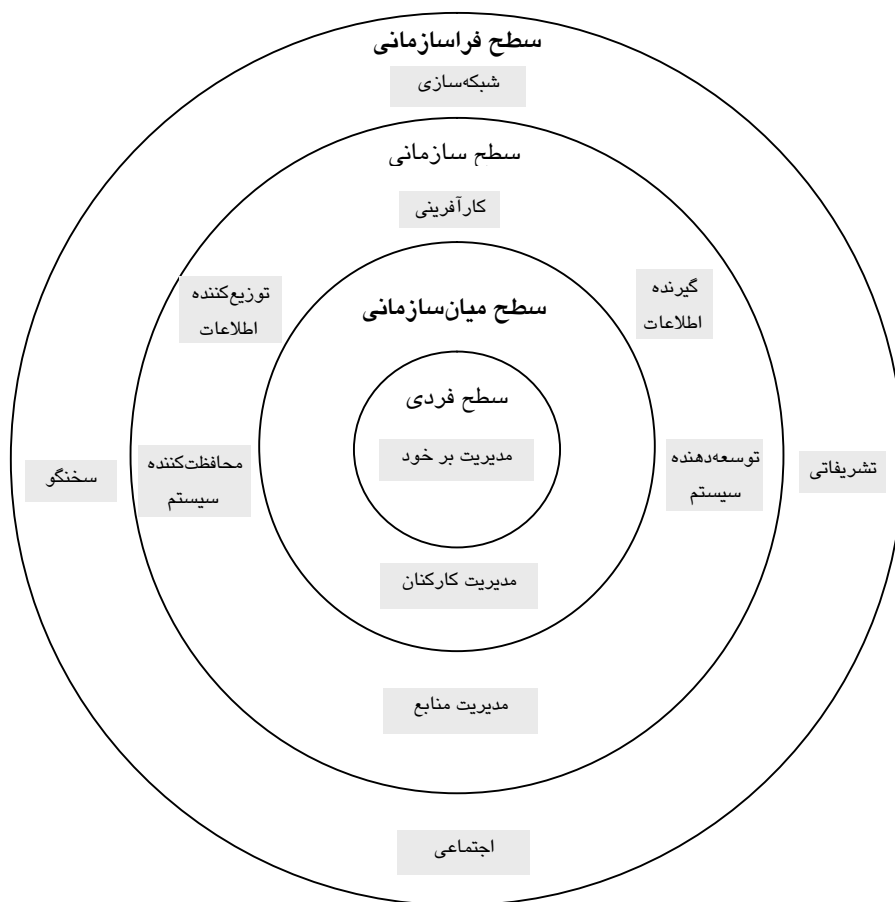 سطح فراسازمانی
شبکه‌سازی
سطح سازمانی
کارآفرینی
گیرنده
اطلاعات
توزیع‌کننده
اطلاعات
سطح میان‌سازمانی
سطح فردی
مدیریت بر خود
تشریفاتی
توسعه‌دهنده
سیستم
محافظت‌کننده
سیستم
سخنگو
مدیریت کارکنان
مدیریت منابع
اجتماعی